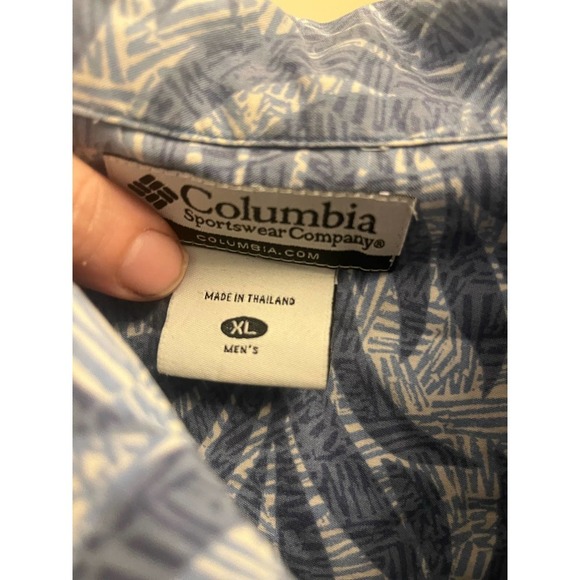 Columbia
Sportswear Company®
COLUMBIA.COM
MADE IN THAILAND
XL
MEN'S